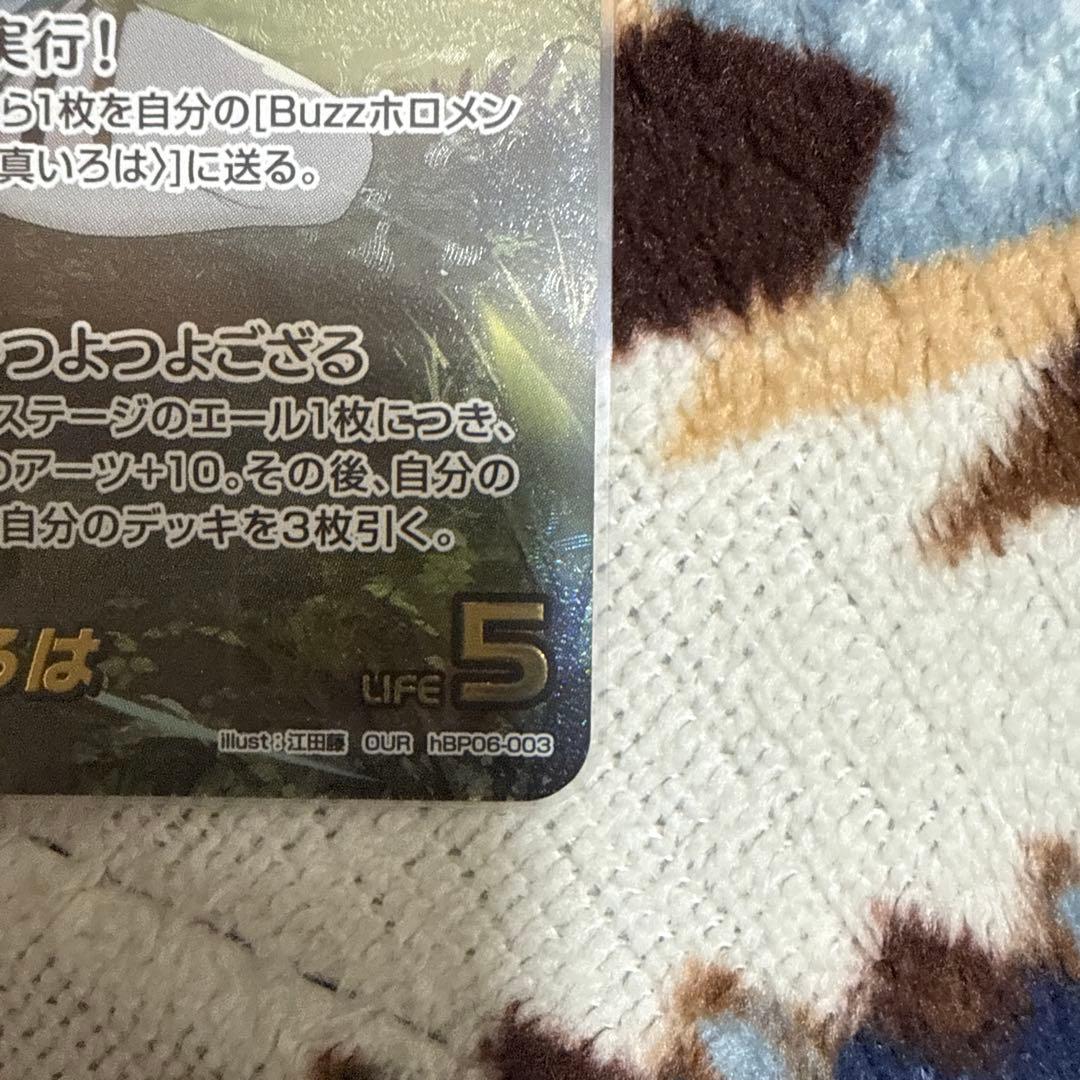 実行！
ら1枚を自分の[Buzzホロメン
真いろは〉]に送る。
つよつよござる
ステージのエール1枚につき、
のアーツ+10。その後、自分の
自分のデッキを3枚引く。
ろは
LIFE 5
illust：江田藤 OUR hBP06-003